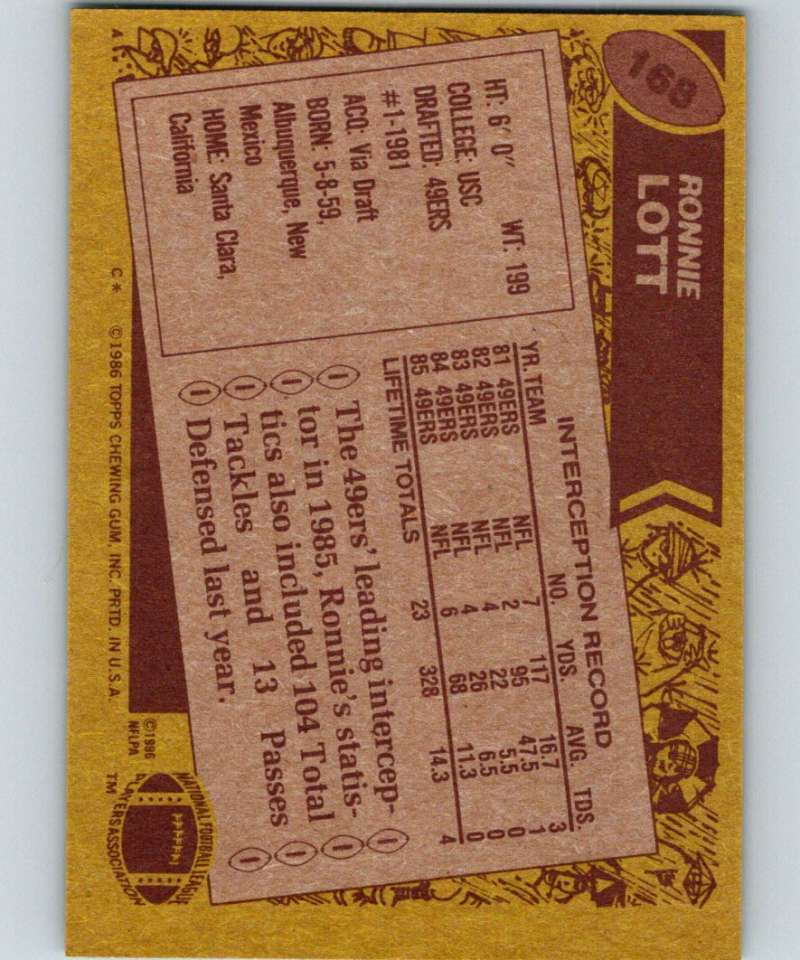 168
RONNIE
LOTT
HT: 6' 0" WT: 199
COLLEGE: USC
DRAFTED: 49ERS
#1-1981
ACQ: Via Draft
BORN: 5-8-59,
Albuquerque, New
Mexico
HOME: Santa Clara,
California
INTERCEPTION RECORD
YR. TEAM NO. YDS. AVG. TDS.
81 49ERS NFL 7 117 16.7 3
82 49ERS NFL 2 95 47.5 1
83 49ERS NFL 4 22 5.5 0
84 49ERS NFL 4 26 6.5 0
85 49ERS NFL 6 68 11.3 0
LIFETIME TOTALS 23 328 14.3 4
The 49ers' leading intercep-
tor in 1985, Ronnie's statis-
tics also included 104 Total
Tackles and 13 Passes
Defensed last year.
C* ©1986 TOPPS CHEWING GUM, INC. PRTD. IN U.S.A.
©1986
NFLPA
NATIONAL FOOTBALL LEAGUE
PLAYERS ASSOCIATION
TM